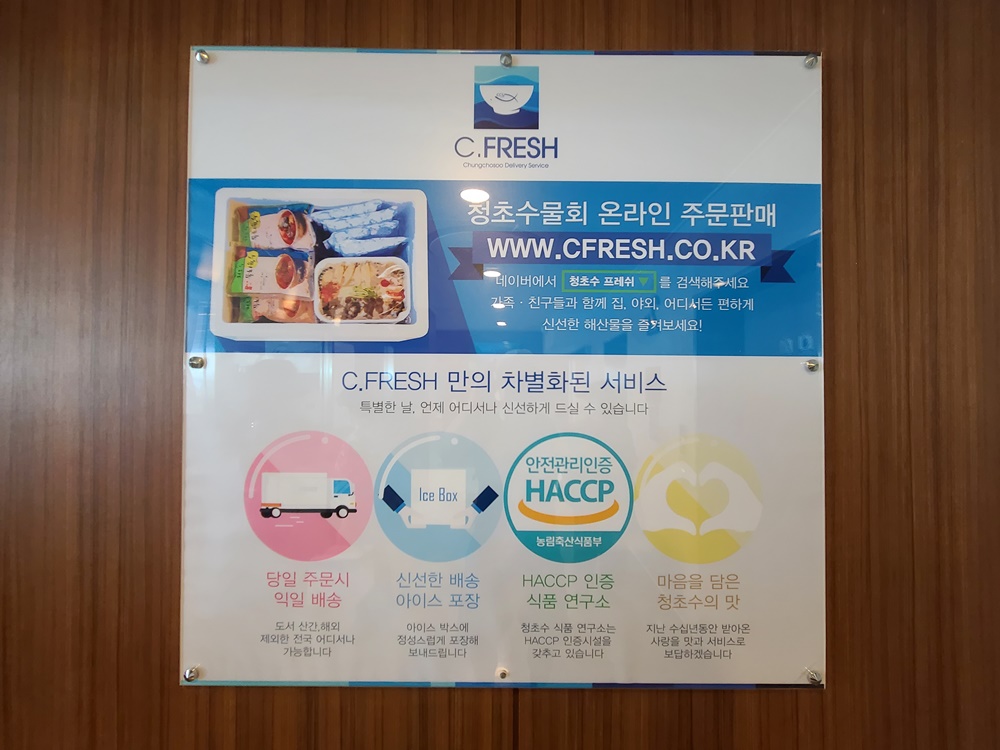 C.FRESH
Chungchosoo Delivery Service
청초수물회 온라인 주문판매
WWW.CFRESH.CO.KR
네이버에서 청초수 프레쉬 ▼ 를 검색해주세요
가족 · 친구들과 함께 집, 야외, 어디서든 편하게
신선한 해산물을 즐겨보세요!
C.FRESH 만의 차별화된 서비스
특별한 날, 언제 어디서나 신선하게 드실 수 있습니다
Ice Box
안전관리인증
HACCP
농림축산식품부
당일 주문시
익일 배송
도서 산간,해외
제외한 전국 어디서나
가능합니다
신선한 배송
아이스 포장
아이스 박스에
정성스럽게 포장해
보내드립니다
HACCP 인증
식품 연구소
청초수 식품 연구소는
HACCP 인증시설을
갖추고 있습니다
마음을 담은
청초수의 맛
지난 수십년동안 받아온
사랑을 맛과 서비스로
보답하겠습니다